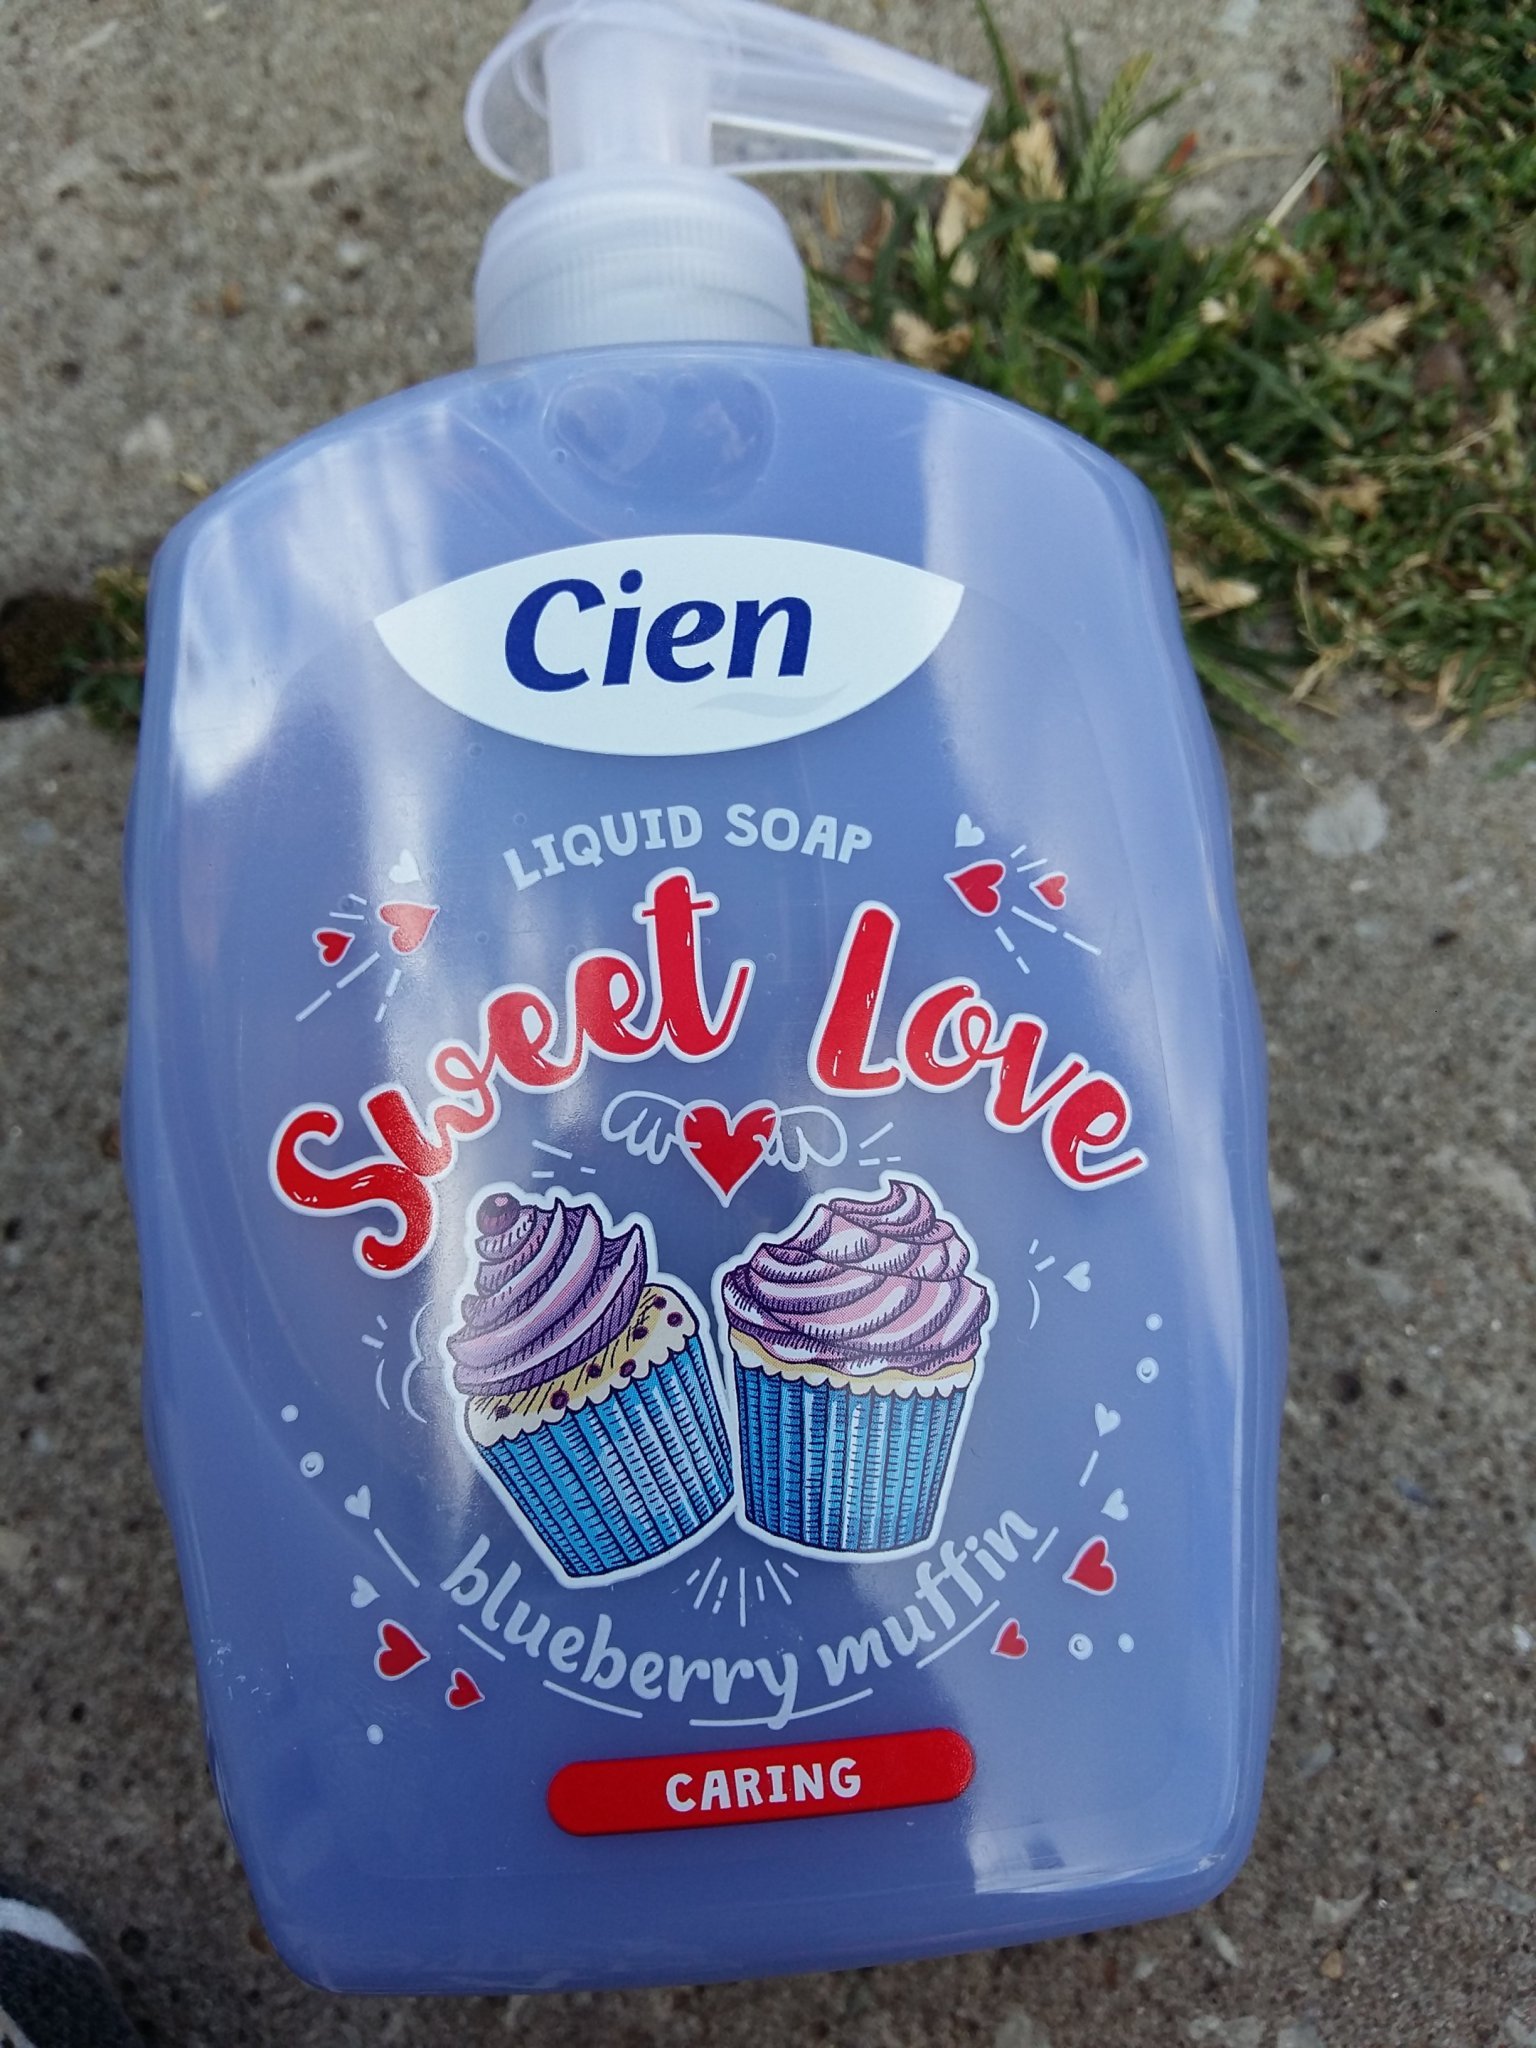 Cien
LIQUID SOAP
Sweet Love
blueberry muffin
CARING